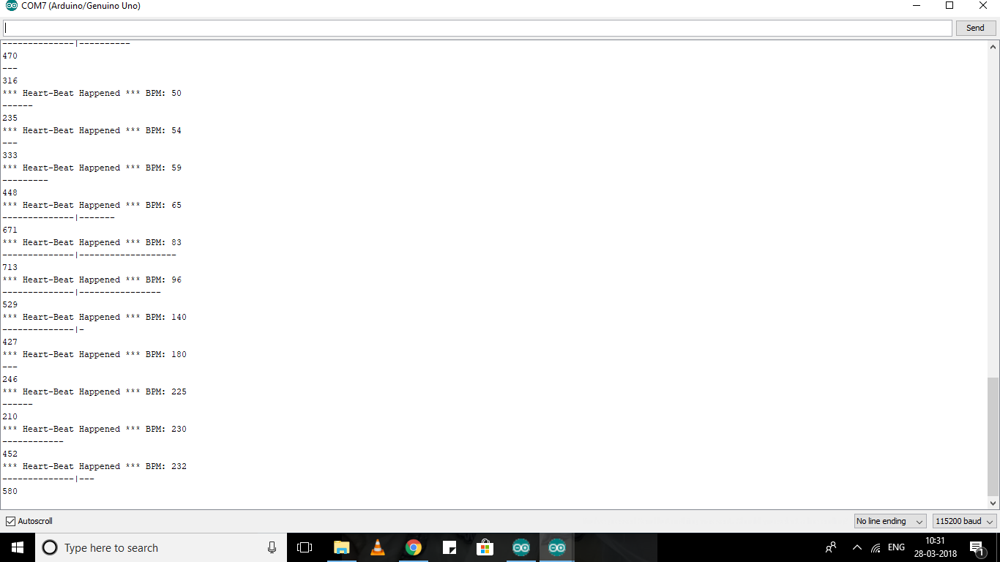 COM7 (Arduino/Genuino Uno)
Send
--------------|----------
470
---
316
*** Heart-Beat Happened *** BPM: 50
------
235
*** Heart-Beat Happened *** BPM: 54
---
333
*** Heart-Beat Happened *** BPM: 59
---------
448
*** Heart-Beat Happened *** BPM: 65
--------------|-------
671
*** Heart-Beat Happened *** BPM: 83
--------------|-------------------
713
*** Heart-Beat Happened *** BPM: 96
--------------|----------------
529
*** Heart-Beat Happened *** BPM: 140
--------------|-
427
*** Heart-Beat Happened *** BPM: 180
---
246
*** Heart-Beat Happened *** BPM: 225
------
210
*** Heart-Beat Happened *** BPM: 230
------------
452
*** Heart-Beat Happened *** BPM: 232
--------------|---
580
Autoscroll
No line ending
115200 baud
Type here to search
ENG
10:31
28-03-2018
1